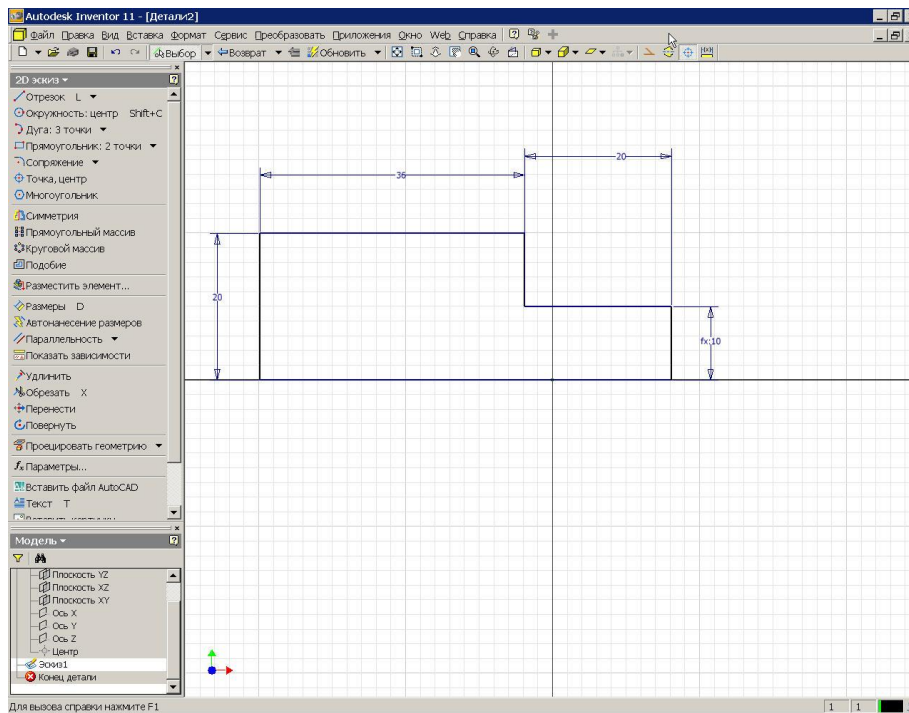 Autodesk Inventor 11 - [Детали2]
Файл Правка Вид Вставка Формат Сервис Преобразовать Приложения Окно Web Справка
Выбор Возврат Обновить
2D эскиз
Отрезок L
Окружность: центр Shift+C
Дуга: 3 точки
Прямоугольник: 2 точки
Сопряжение
Точка, центр
Многоугольник
Симметрия
Прямоугольный массив
Круговой массив
Подобие
Разместить элемент...
Размеры D
Автонанесение размеров
Параллельность
Показать зависимости
Удлинить
Обрезать X
Перенести
Повернуть
Проецировать геометрию
fx Параметры...
Вставить файл AutoCAD
Текст T
20
36
20
fx:10
Модель
Плоскость YZ
Плоскость XZ
Плоскость XY
Ось X
Ось Y
Ось Z
Центр
Эскиз1
Конец детали
Для вызова справки нажмите F1
1 1